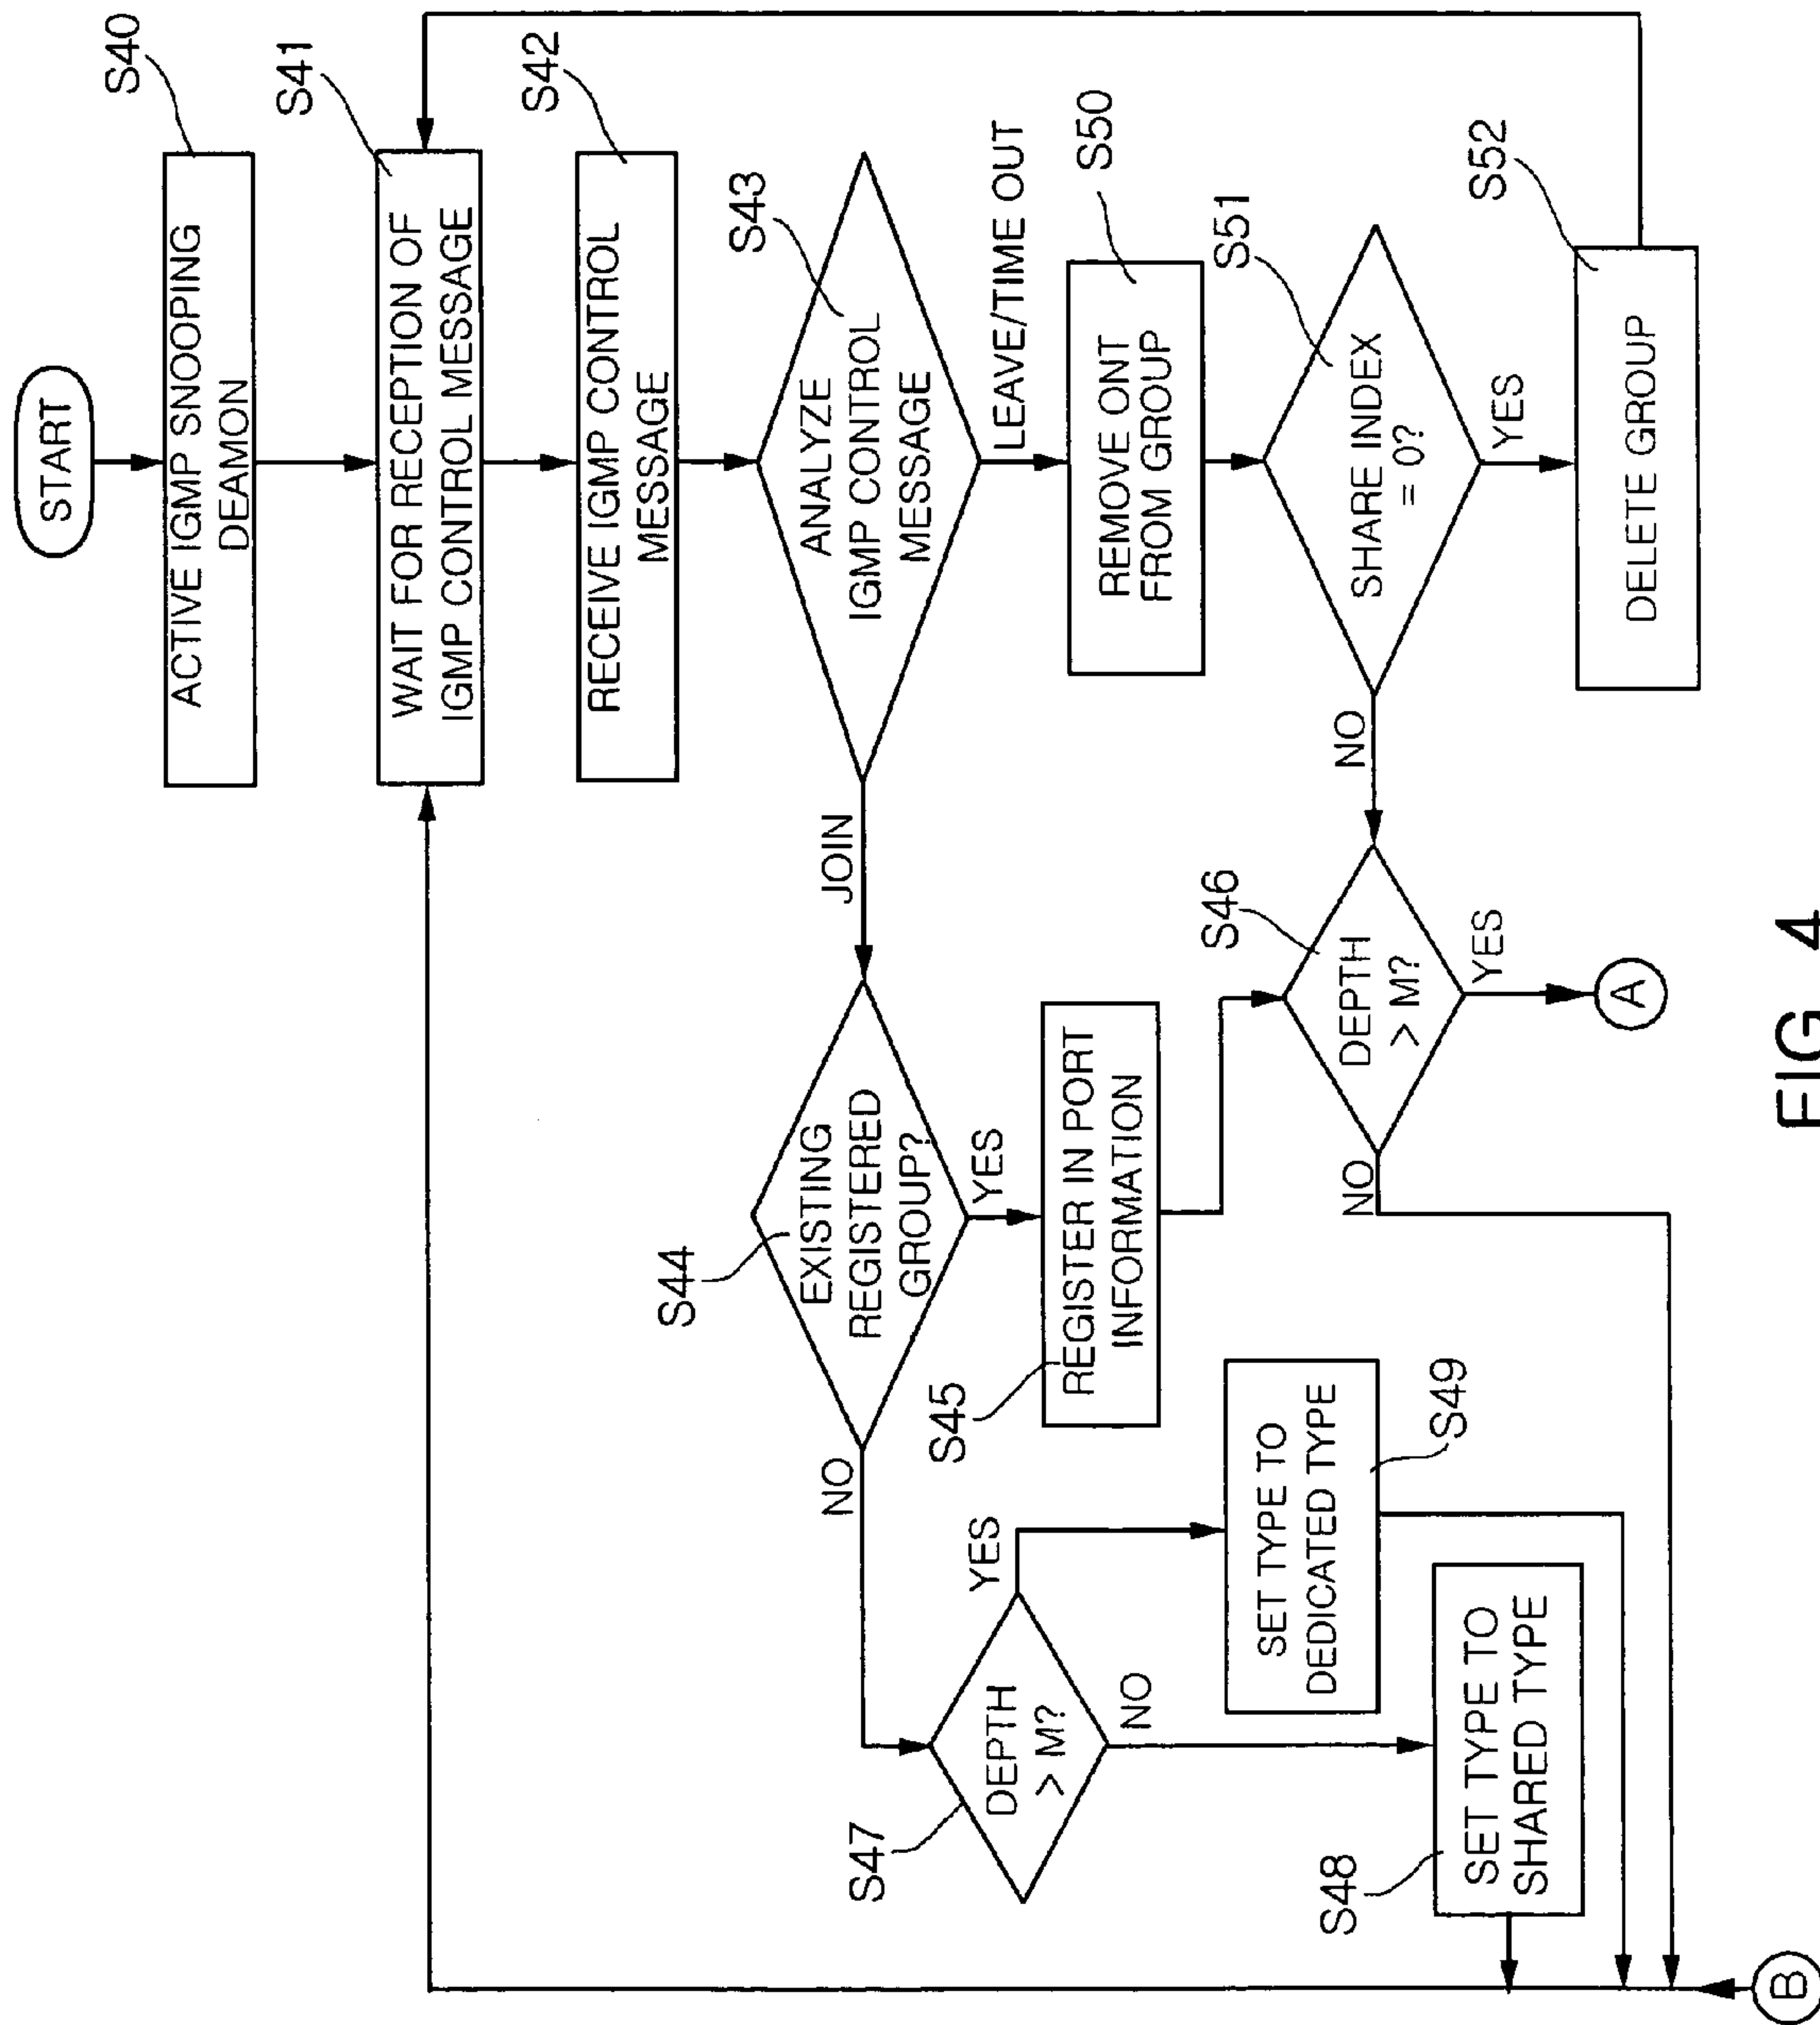 START
S40
ACTIVE IGMP SNOOPING
DEAMON
S41
WAIT FOR RECEPTION OF
IGMP CONTROL MESSAGE
S42
RECEIVE IGMP CONTROL
MESSAGE
S43
ANALYZE
IGMP CONTROL
MESSAGE
JOIN
LEAVE/TIME OUT
S44
EXISTING
REGISTERED
GROUP?
NO
YES
S45
REGISTER IN PORT
INFORMATION
S50
REMOVE ONT
FROM GROUP
S51
SHARE INDEX
= 0?
NO
YES
S52
DELETE GROUP
S46
DEPTH
> M?
NO
YES
A
S47
DEPTH
> M?
YES
NO
SET TYPE TO
DEDICATED TYPE
S49
S48
SET TYPE TO
SHARED TYPE
B
FIG. 4